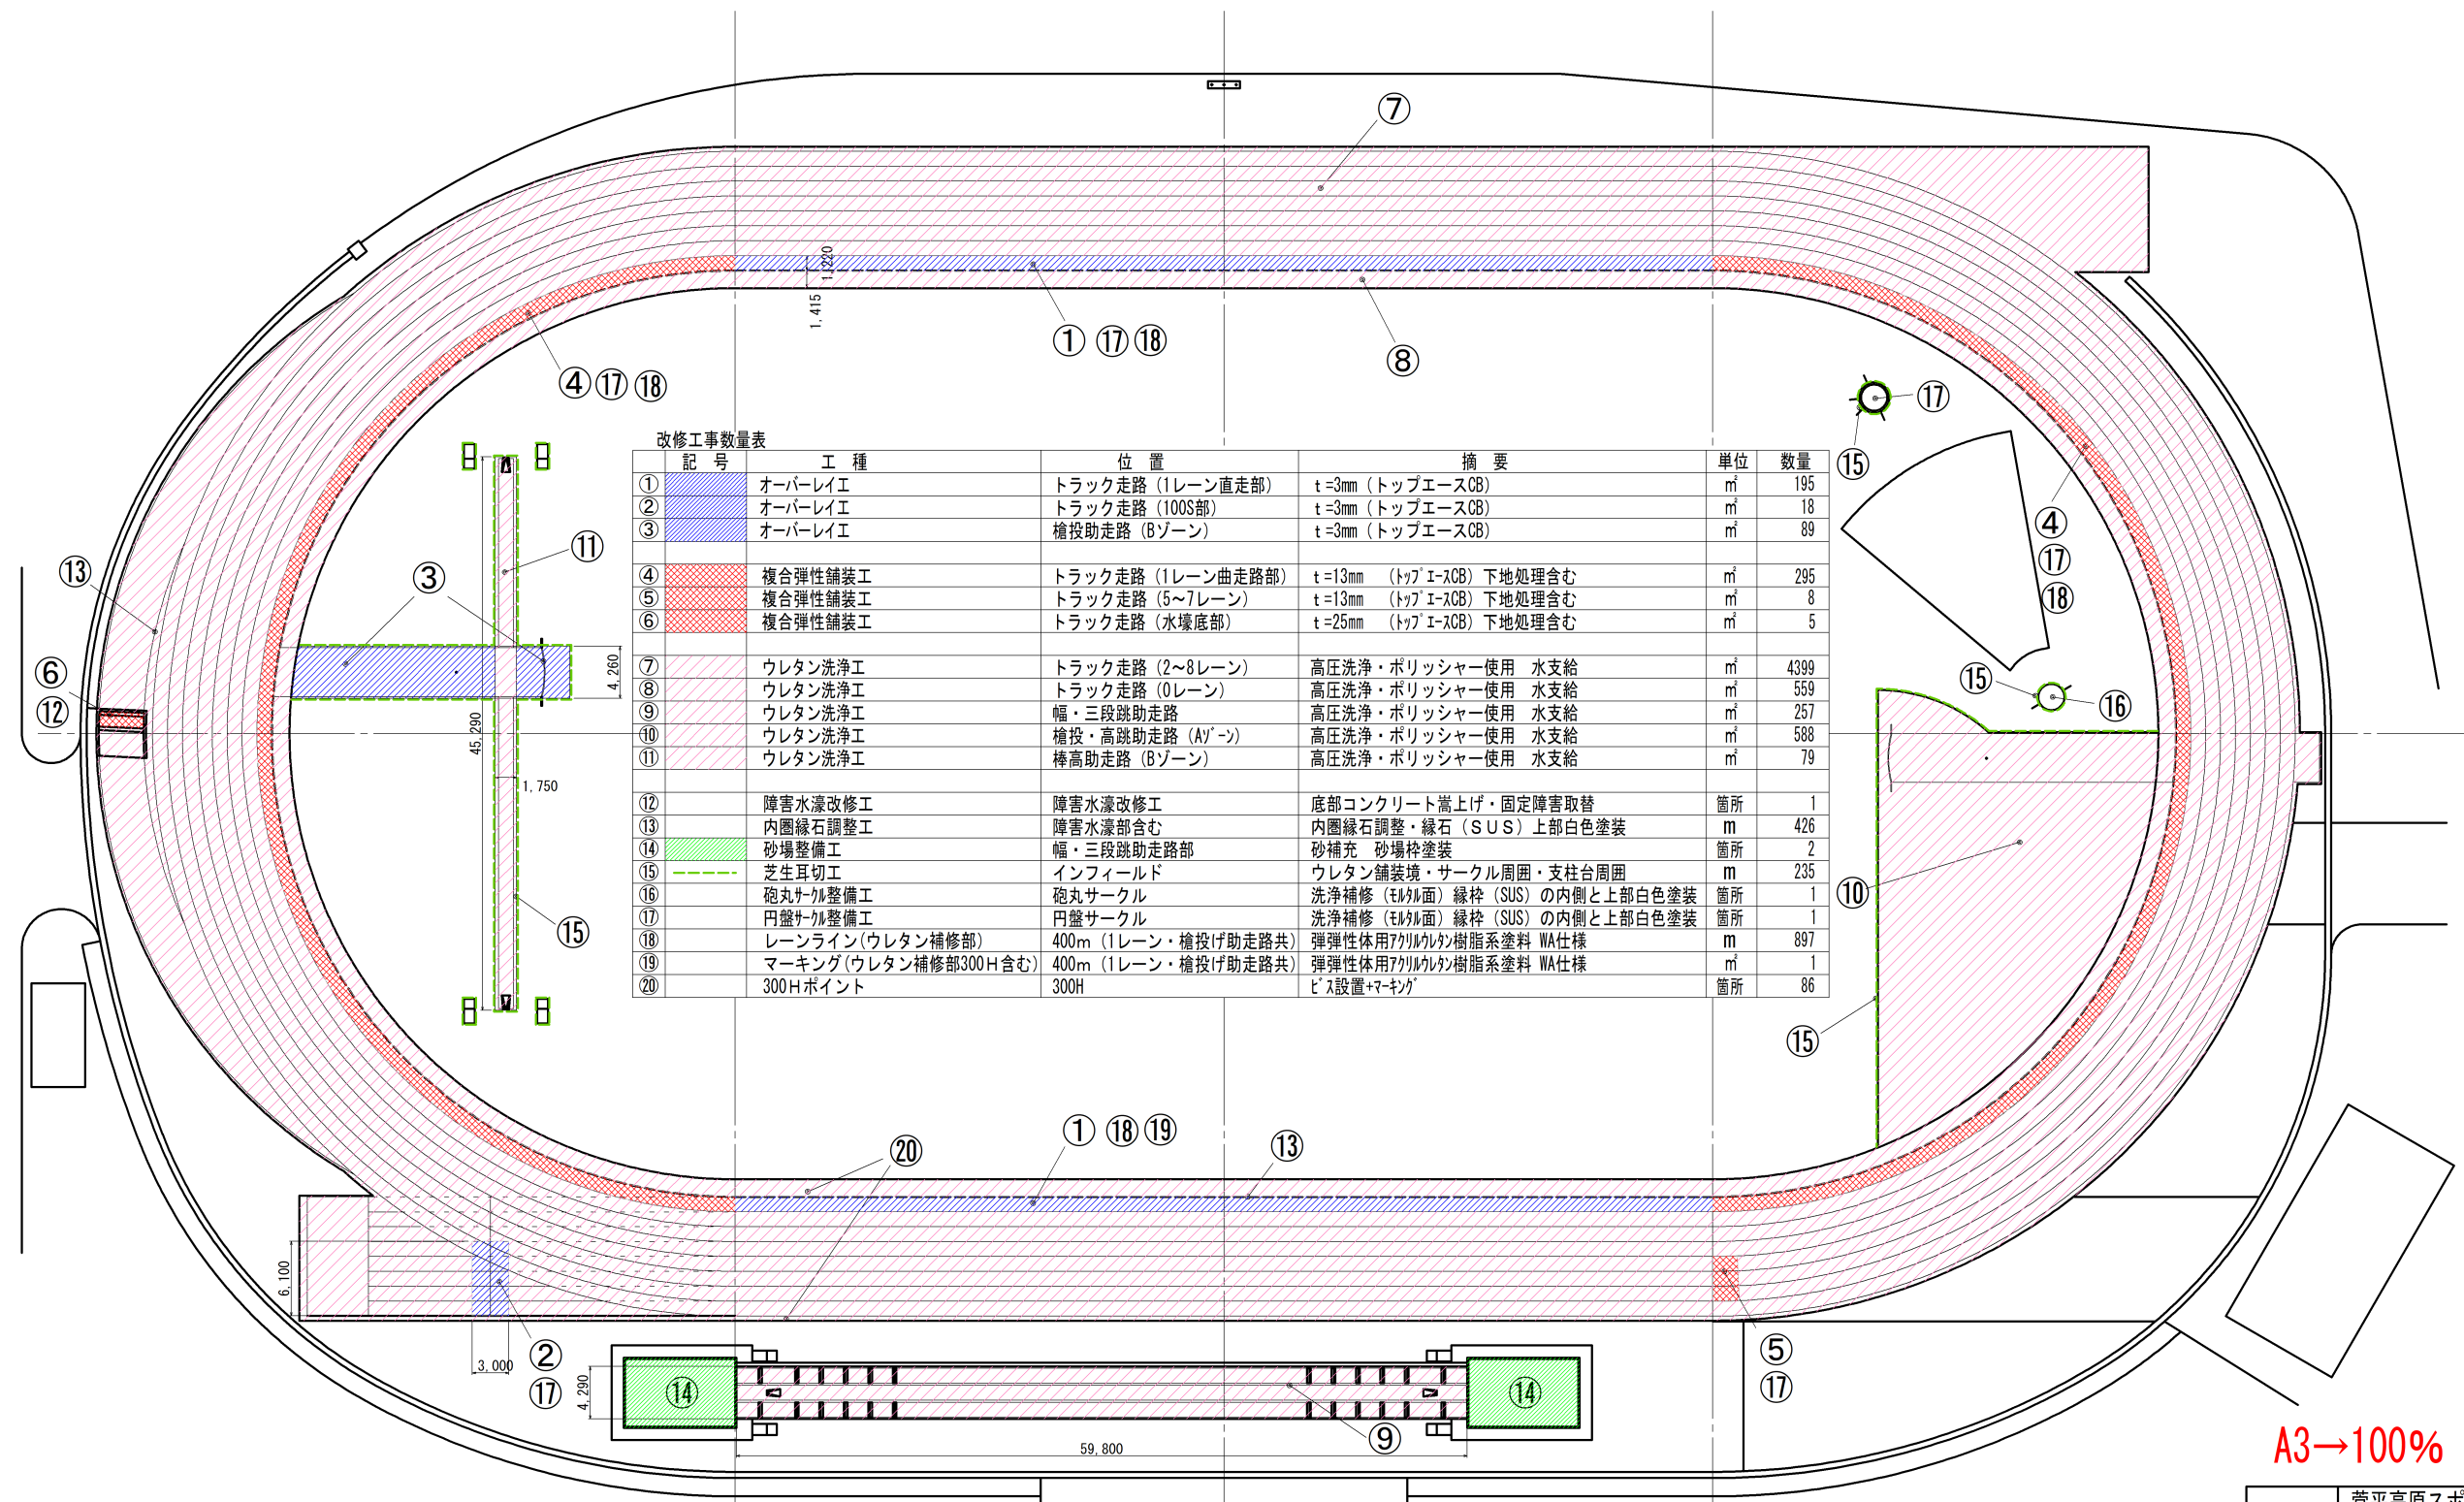 ⑦
1,220
1,415
① ⑰ ⑱
⑧
④ ⑰ ⑱
⑰
⑮
改修工事数量表
記 号 工 種 位 置 摘 要 単位 数量
① オーバーレイ工 トラック走路（1レーン直走部） t=3mm（トップエースCB） ㎡ 195
② オーバーレイ工 トラック走路（100S部） t=3mm（トップエースCB） ㎡ 18
③ オーバーレイ工 槍投助走路（Bゾーン） t=3mm（トップエースCB） ㎡ 89
④ 複合弾性舗装工 トラック走路（1レーン曲走路部） t=13mm （ﾄｯﾌﾟｴｰｽCB）下地処理含む ㎡ 295
⑤ 複合弾性舗装工 トラック走路（5～7レーン） t=13mm （ﾄｯﾌﾟｴｰｽCB）下地処理含む ㎡ 8
⑥ 複合弾性舗装工 トラック走路（水壕底部） t=25mm （ﾄｯﾌﾟｴｰｽCB）下地処理含む ㎡ 5
⑦ ウレタン洗浄工 トラック走路（2～8レーン） 高圧洗浄・ポリッシャー使用 水支給 ㎡ 4399
⑧ ウレタン洗浄工 トラック走路（0レーン） 高圧洗浄・ポリッシャー使用 水支給 ㎡ 559
⑨ ウレタン洗浄工 幅・三段跳助走路 高圧洗浄・ポリッシャー使用 水支給 ㎡ 257
⑩ ウレタン洗浄工 槍投・高跳助走路（Aｿﾞｰﾝ） 高圧洗浄・ポリッシャー使用 水支給 ㎡ 588
⑪ ウレタン洗浄工 棒高助走路（Bゾーン） 高圧洗浄・ポリッシャー使用 水支給 ㎡ 79
⑫ 障害水濠改修工 障害水濠改修工 底部コンクリート嵩上げ・固定障害取替 箇所 1
⑬ 内圏縁石調整工 障害水濠部含む 内圏縁石調整・縁石（ＳＵＳ）上部白色塗装 m 426
⑭ 砂場整備工 幅・三段跳助走路部 砂補充 砂場枠塗装 箇所 2
⑮ 芝生耳切工 インフィールド ウレタン舗装境・サークル周囲・支柱台周囲 m 235
⑯ 砲丸ｻｰｸﾙ整備工 砲丸サークル 洗浄補修（ﾓﾙﾀﾙ面）縁枠（SUS）の内側と上部白色塗装 箇所 1
⑰ 円盤ｻｰｸﾙ整備工 円盤サークル 洗浄補修（ﾓﾙﾀﾙ面）縁枠（SUS）の内側と上部白色塗装 箇所 1
⑱ レーンライン(ウレタン補修部) 400m（1レーン・槍投げ助走路共） 弾弾性体用ｱｸﾘﾙｳﾚﾀﾝ樹脂系塗料 WA仕様 m 897
⑲ マーキング(ウレタン補修部300Ｈ含む) 400m（1レーン・槍投げ助走路共） 弾弾性体用ｱｸﾘﾙｳﾚﾀﾝ樹脂系塗料 WA仕様 ㎡ 1
⑳ 300Ｈポイント 300H ﾋﾞｽ設置+ﾏｰｷﾝｸﾞ 箇所 86
④
⑰
⑱
⑪
⑬
③
4,260
⑥
⑫
45,290
1,750
⑮
⑯
⑩
⑮
⑮
① ⑱ ⑲
⑬
⑳
6,100
3,000
②
⑰
⑤
⑰
4,290
⑭
⑭
⑨
59,800
A3→100%